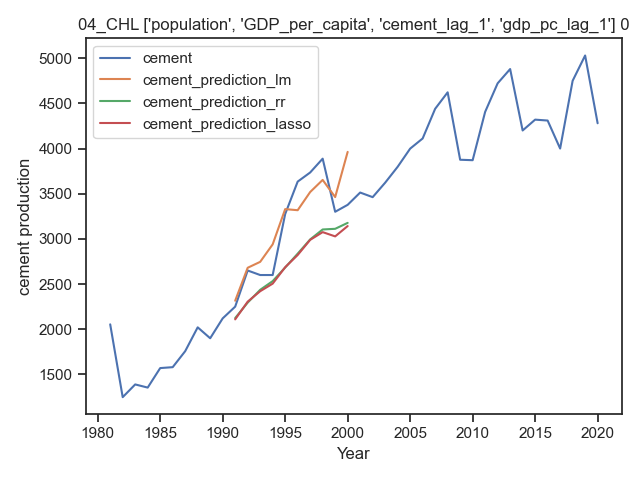 04_CHL ['population', 'GDP_per_capita', 'cement_lag_1', 'gdp_pc_lag_1'] 0
cement
cement_prediction_lm
cement_prediction_rr
cement_prediction_lasso
cement production
5000
4500
4000
3500
3000
2500
2000
1500
1980 1985 1990 1995 2000 2005 2010 2015 2020
Year